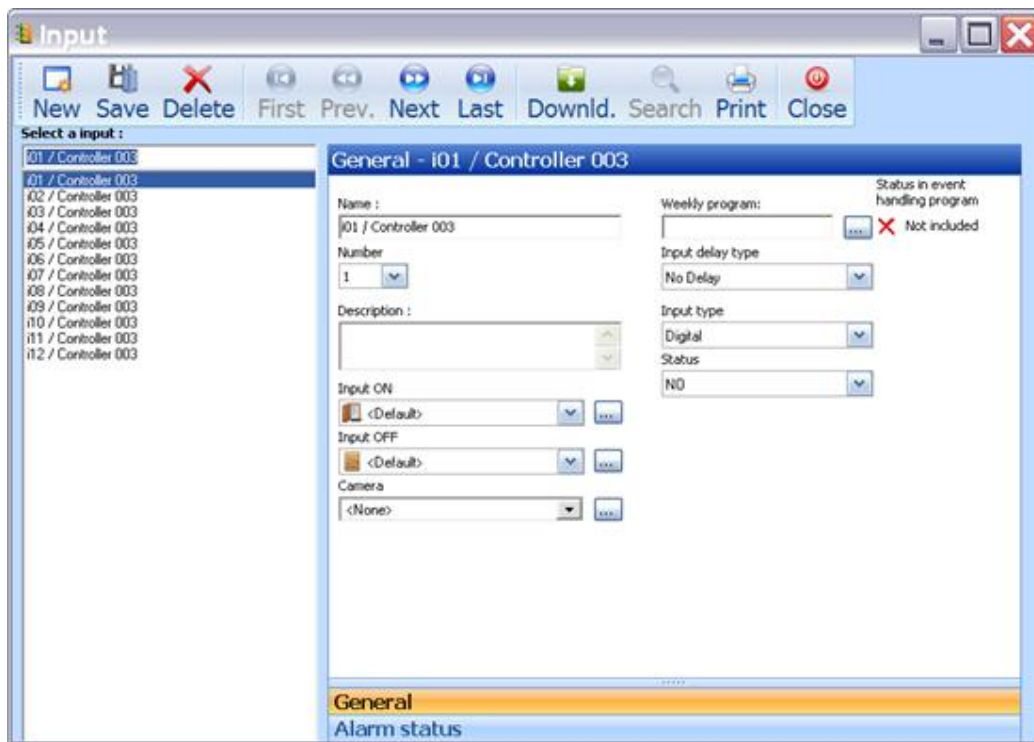 Input
New Save Delete First Prev. Next Last Downld. Search Print Close
Select a input :
i01 / Controller 003
i01 / Controller 003
i02 / Controller 003
i03 / Controller 003
i04 / Controller 003
i05 / Controller 003
i06 / Controller 003
i07 / Controller 003
i08 / Controller 003
i09 / Controller 003
i10 / Controller 003
i11 / Controller 003
i12 / Controller 003
General - i01 / Controller 003
Name :
i01 / Controller 003
Number
1
Description :
Input ON
<Default>
...
Input OFF
<Default>
...
Camera
<None>
...
Weekly program:
...
Input delay type
No Delay
Input type
Digital
Status
NO
Status in event
handling program
Not included
General
Alarm status